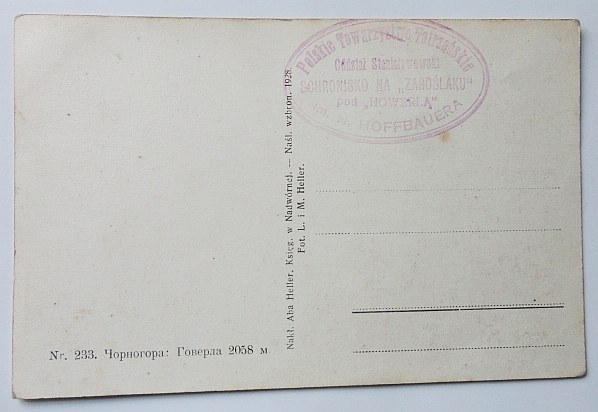 Polskie Towarzystwo Tatrzańskie
Oddział Stanisławowski
SCHRONISKO NA „ZAROŚLAKU"
pod „HOWERLĄ"
HOFFBAUERA
Nakł. Aba Heller, Księg. w Nadwórnej. — Naśl. wzbron. 1928.
Fot. L. i M. Heller.
Nr. 233. Чорногора: Говерла 2058 м